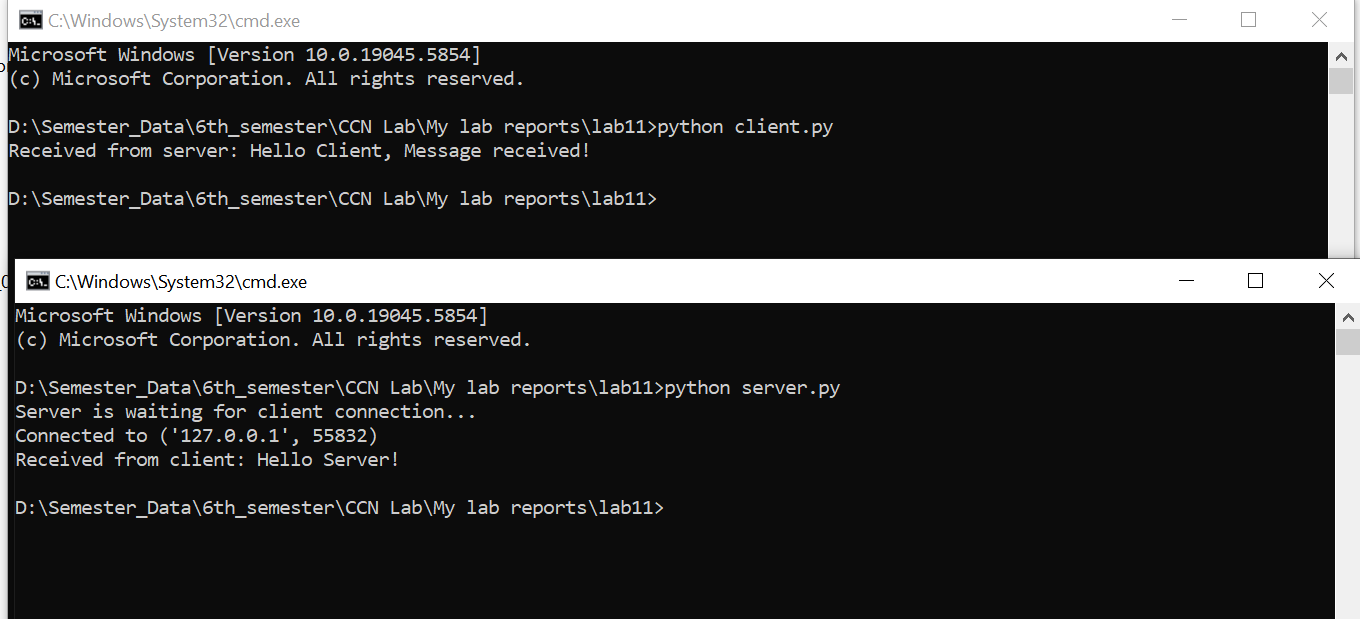 C:\Windows\System32\cmd.exe
Microsoft Windows [Version 10.0.19045.5854]
(c) Microsoft Corporation. All rights reserved.
D:\Semester_Data\6th_semester\CCN Lab\My lab reports\lab11>python client.py
Received from server: Hello Client, Message received!
D:\Semester_Data\6th_semester\CCN Lab\My lab reports\lab11>
C:\Windows\System32\cmd.exe
Microsoft Windows [Version 10.0.19045.5854]
(c) Microsoft Corporation. All rights reserved.
D:\Semester_Data\6th_semester\CCN Lab\My lab reports\lab11>python server.py
Server is waiting for client connection...
Connected to ('127.0.0.1', 55832)
Received from client: Hello Server!
D:\Semester_Data\6th_semester\CCN Lab\My lab reports\lab11>